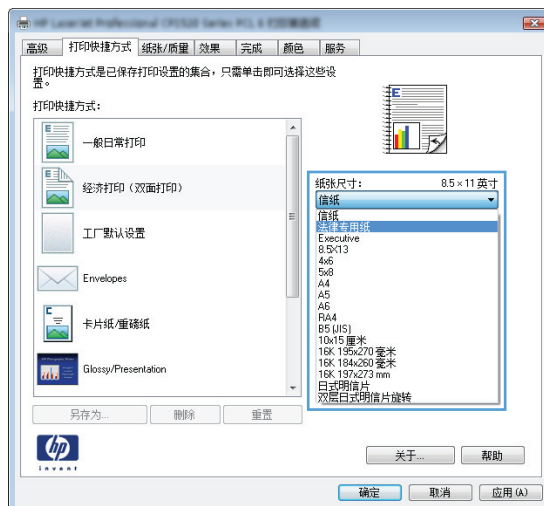 HP LaserJet Professional CP1520 Series PCL 6
高级 打印快捷方式 纸张/质量 效果 完成 颜色 服务
打印快捷方式是已保存打印设置的集合，只需单击即可选择这些设
置。
打印快捷方式：
一般日常打印
经济打印（双面打印）
工厂默认设置
Envelopes
卡片纸/重磅纸
Glossy/Presentation
另存为... 删除 重置
E
纸张尺寸： 8.5 × 11 英寸
信纸
信纸
法律专用纸
Executive
8.5X13
4x6
5x8
A4
A5
A6
RA4
B5 (JIS)
10x15 厘米
16K 195x270 毫米
16K 184x260 毫米
16K 197x273 mm
日式明信片
双层日式明信片旋转
hp
invent
关于... 帮助
确定 取消 应用 (A)